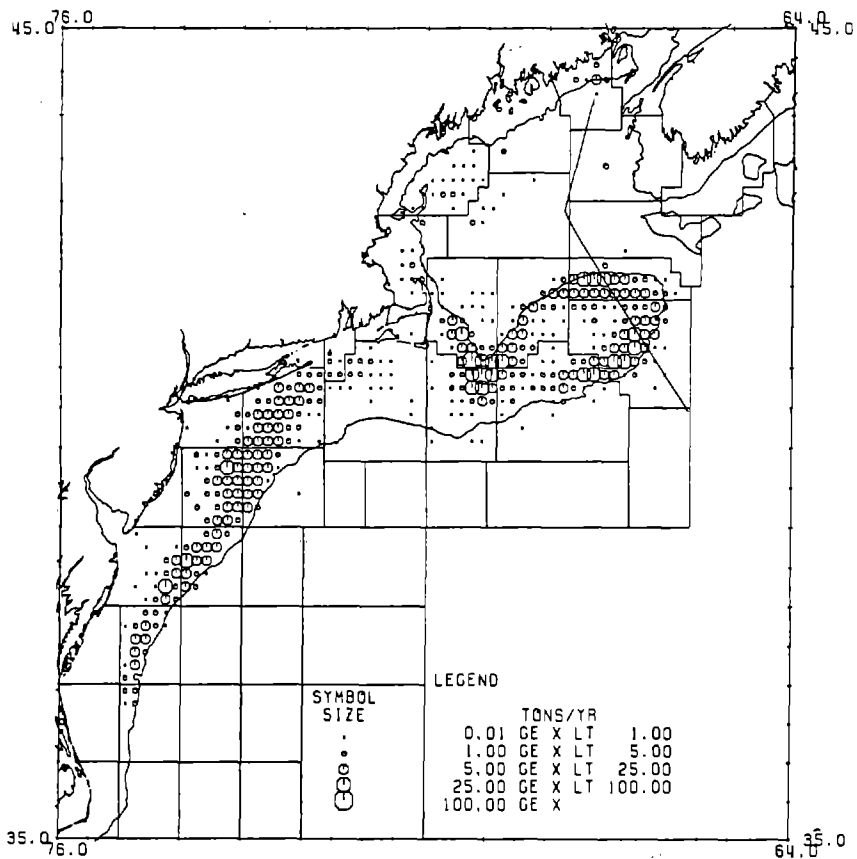 76.0 64.0
45.0 45.0
LEGEND
SYMBOL SIZE
TONS/YR
0.01 GE X LT 1.00
1.00 GE X LT 5.00
5.00 GE X LT 25.00
25.00 GE X LT 100.00
100.00 GE X
35.0 35.0
76.0 64.0